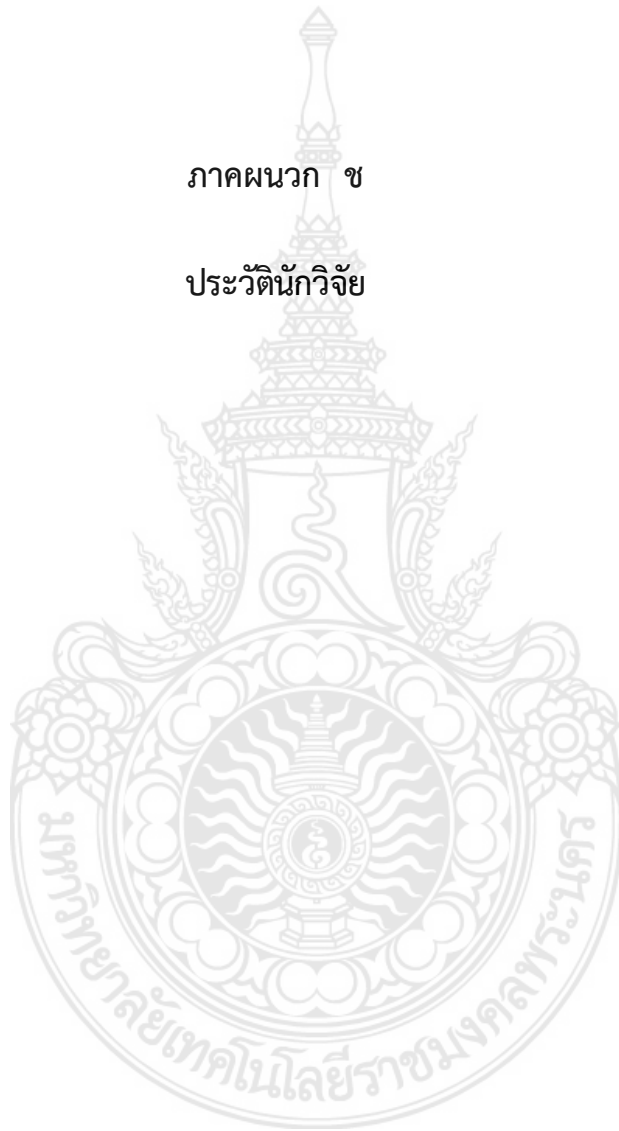 ภาคผนวก ช
ประวัตินักวิจัย
มหาวิทยาลัยเทคโนโลยีราชมงคลพระนคร